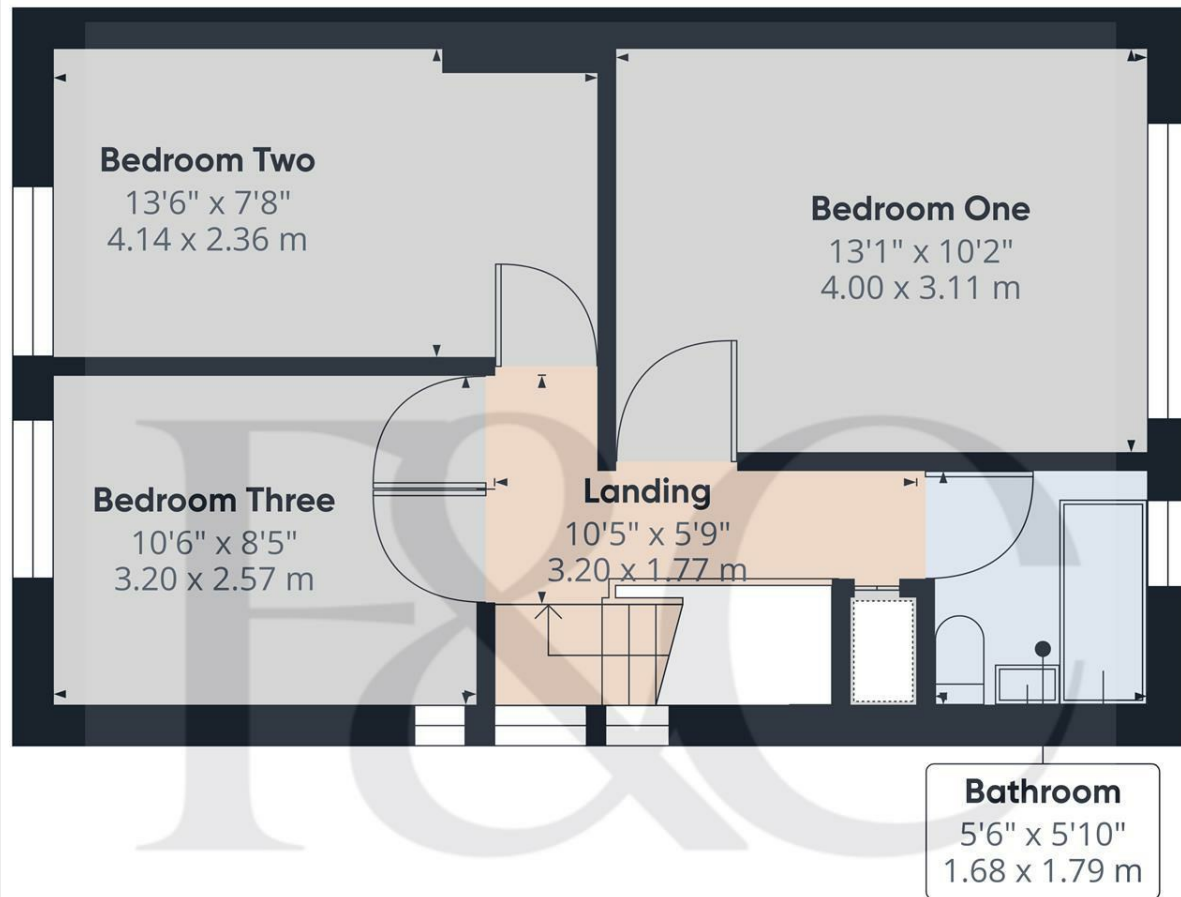 Bedroom Two
13'6" x 7'8"
4.14 x 2.36 m
Bedroom One
13'1" x 10'2"
4.00 x 3.11 m
Bedroom Three
10'6" x 8'5"
3.20 x 2.57 m
Landing
10'5" x 5'9"
3.20 x 1.77 m
F&C
Bathroom
5'6" x 5'10"
1.68 x 1.79 m